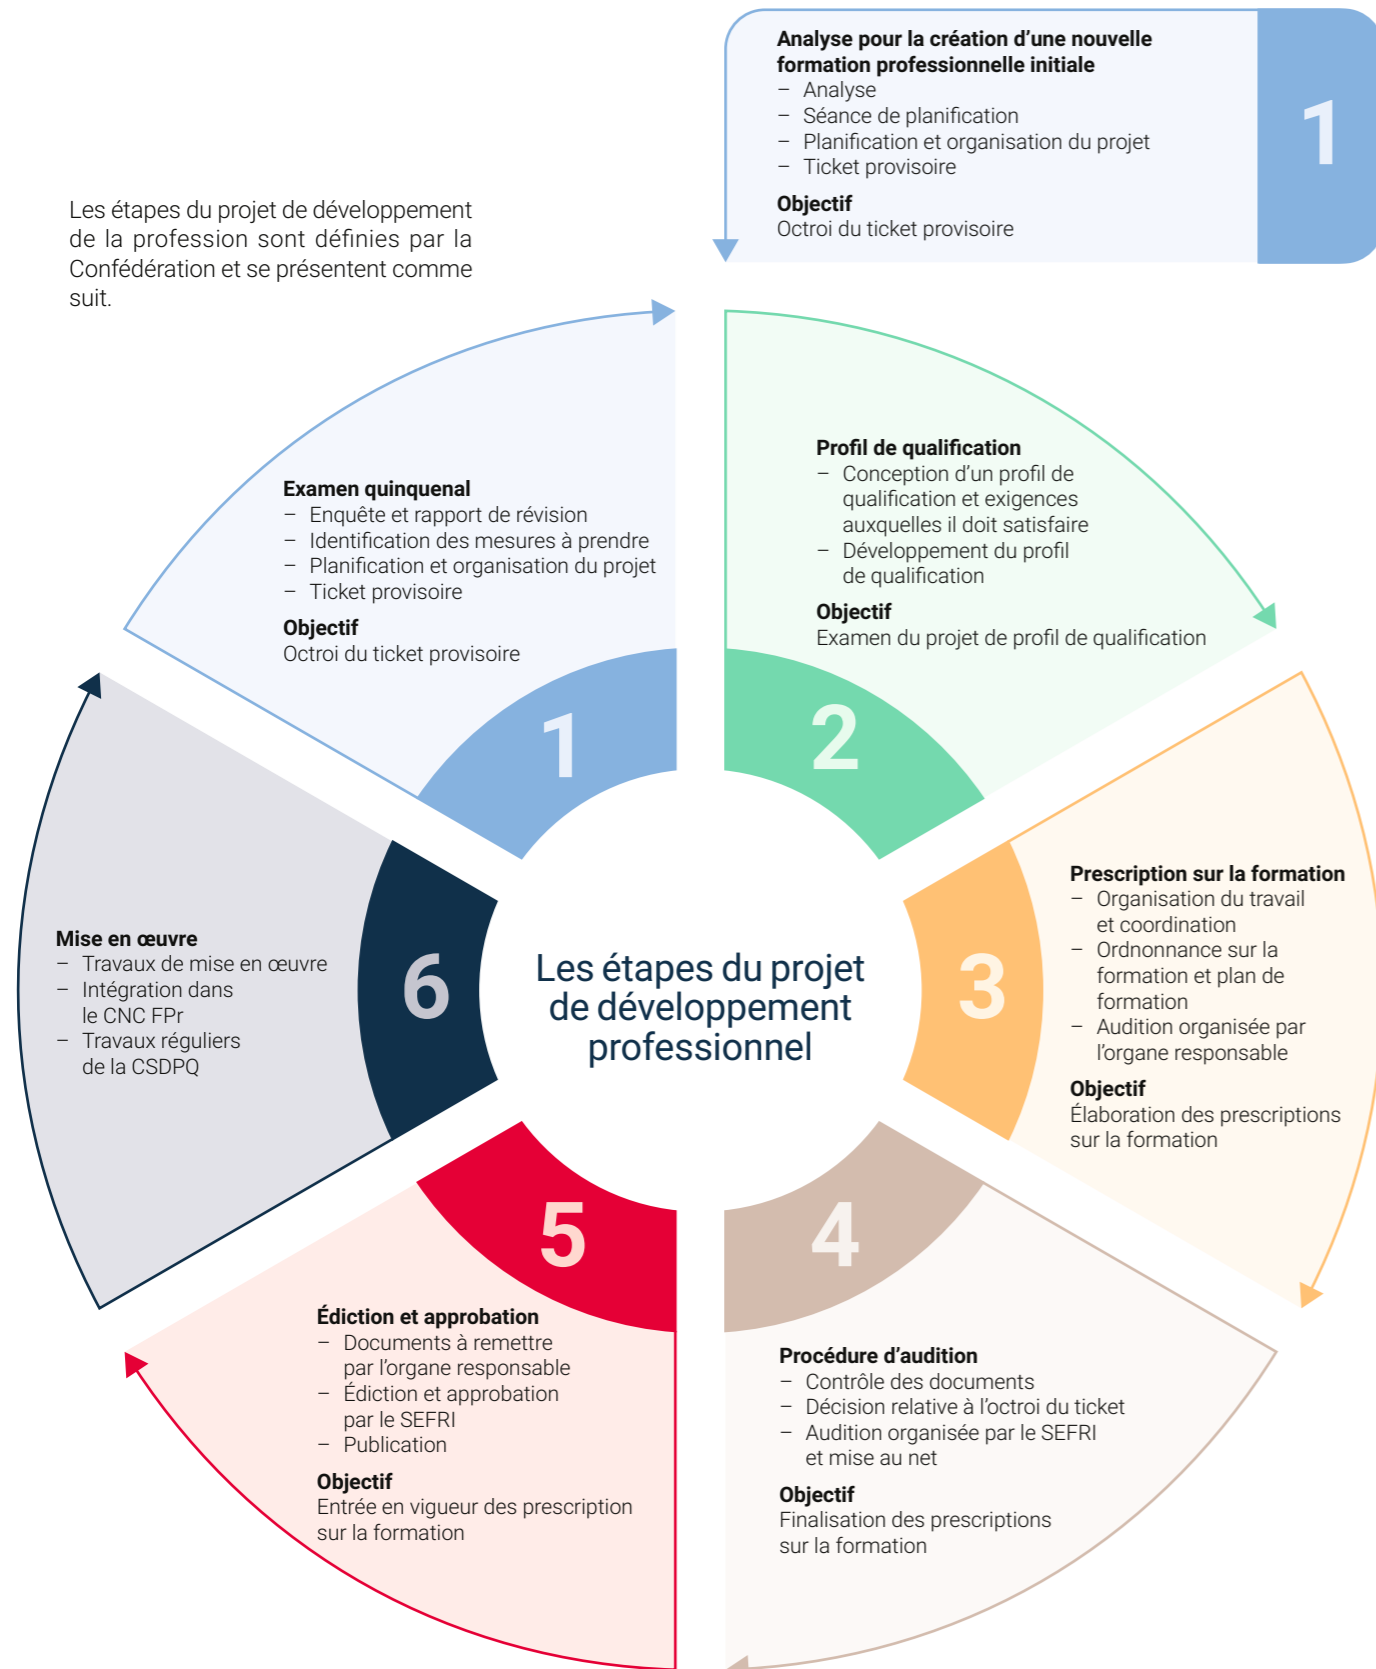 Analyse pour la création d’une nouvelle
formation professionnelle initiale
– Analyse
– Séance de planification
– Planification et organisation du projet
– Ticket provisoire
Objectif
Octroi du ticket provisoire
1
Les étapes du projet de développement
de la profession sont définies par la
Confédération et se présentent comme
suit.
Examen quinquenal
– Enquête et rapport de révision
– Identification des mesures à prendre
– Planification et organisation du projet
– Ticket provisoire
Objectif
Octroi du ticket provisoire
1
Profil de qualification
– Conception d’un profil de
qualification et exigences
auxquelles il doit satisfaire
– Développement du profil
de qualification
Objectif
Examen du projet de profil de qualification
2
Prescription sur la formation
– Organisation du travail
et coordination
– Ordnonnance sur la
formation et plan de
formation
– Audition organisée par
l’organe responsable
Objectif
Élaboration des prescriptions
sur la formation
3
Les étapes du projet
de développement
professionnel
Procédure d’audition
– Contrôle des documents
– Décision relative à l’octroi du ticket
– Audition organisée par le SEFRI
et mise au net
Objectif
Finalisation des prescriptions
sur la formation
4
Édiction et approbation
– Documents à remettre
par l’organe responsable
– Édiction et approbation
par le SEFRI
– Publication
Objectif
Entrée en vigueur des prescription
sur la formation
5
Mise en œuvre
– Travaux de mise en œuvre
– Intégration dans
le CNC FPr
– Travaux réguliers
de la CSDPQ
6